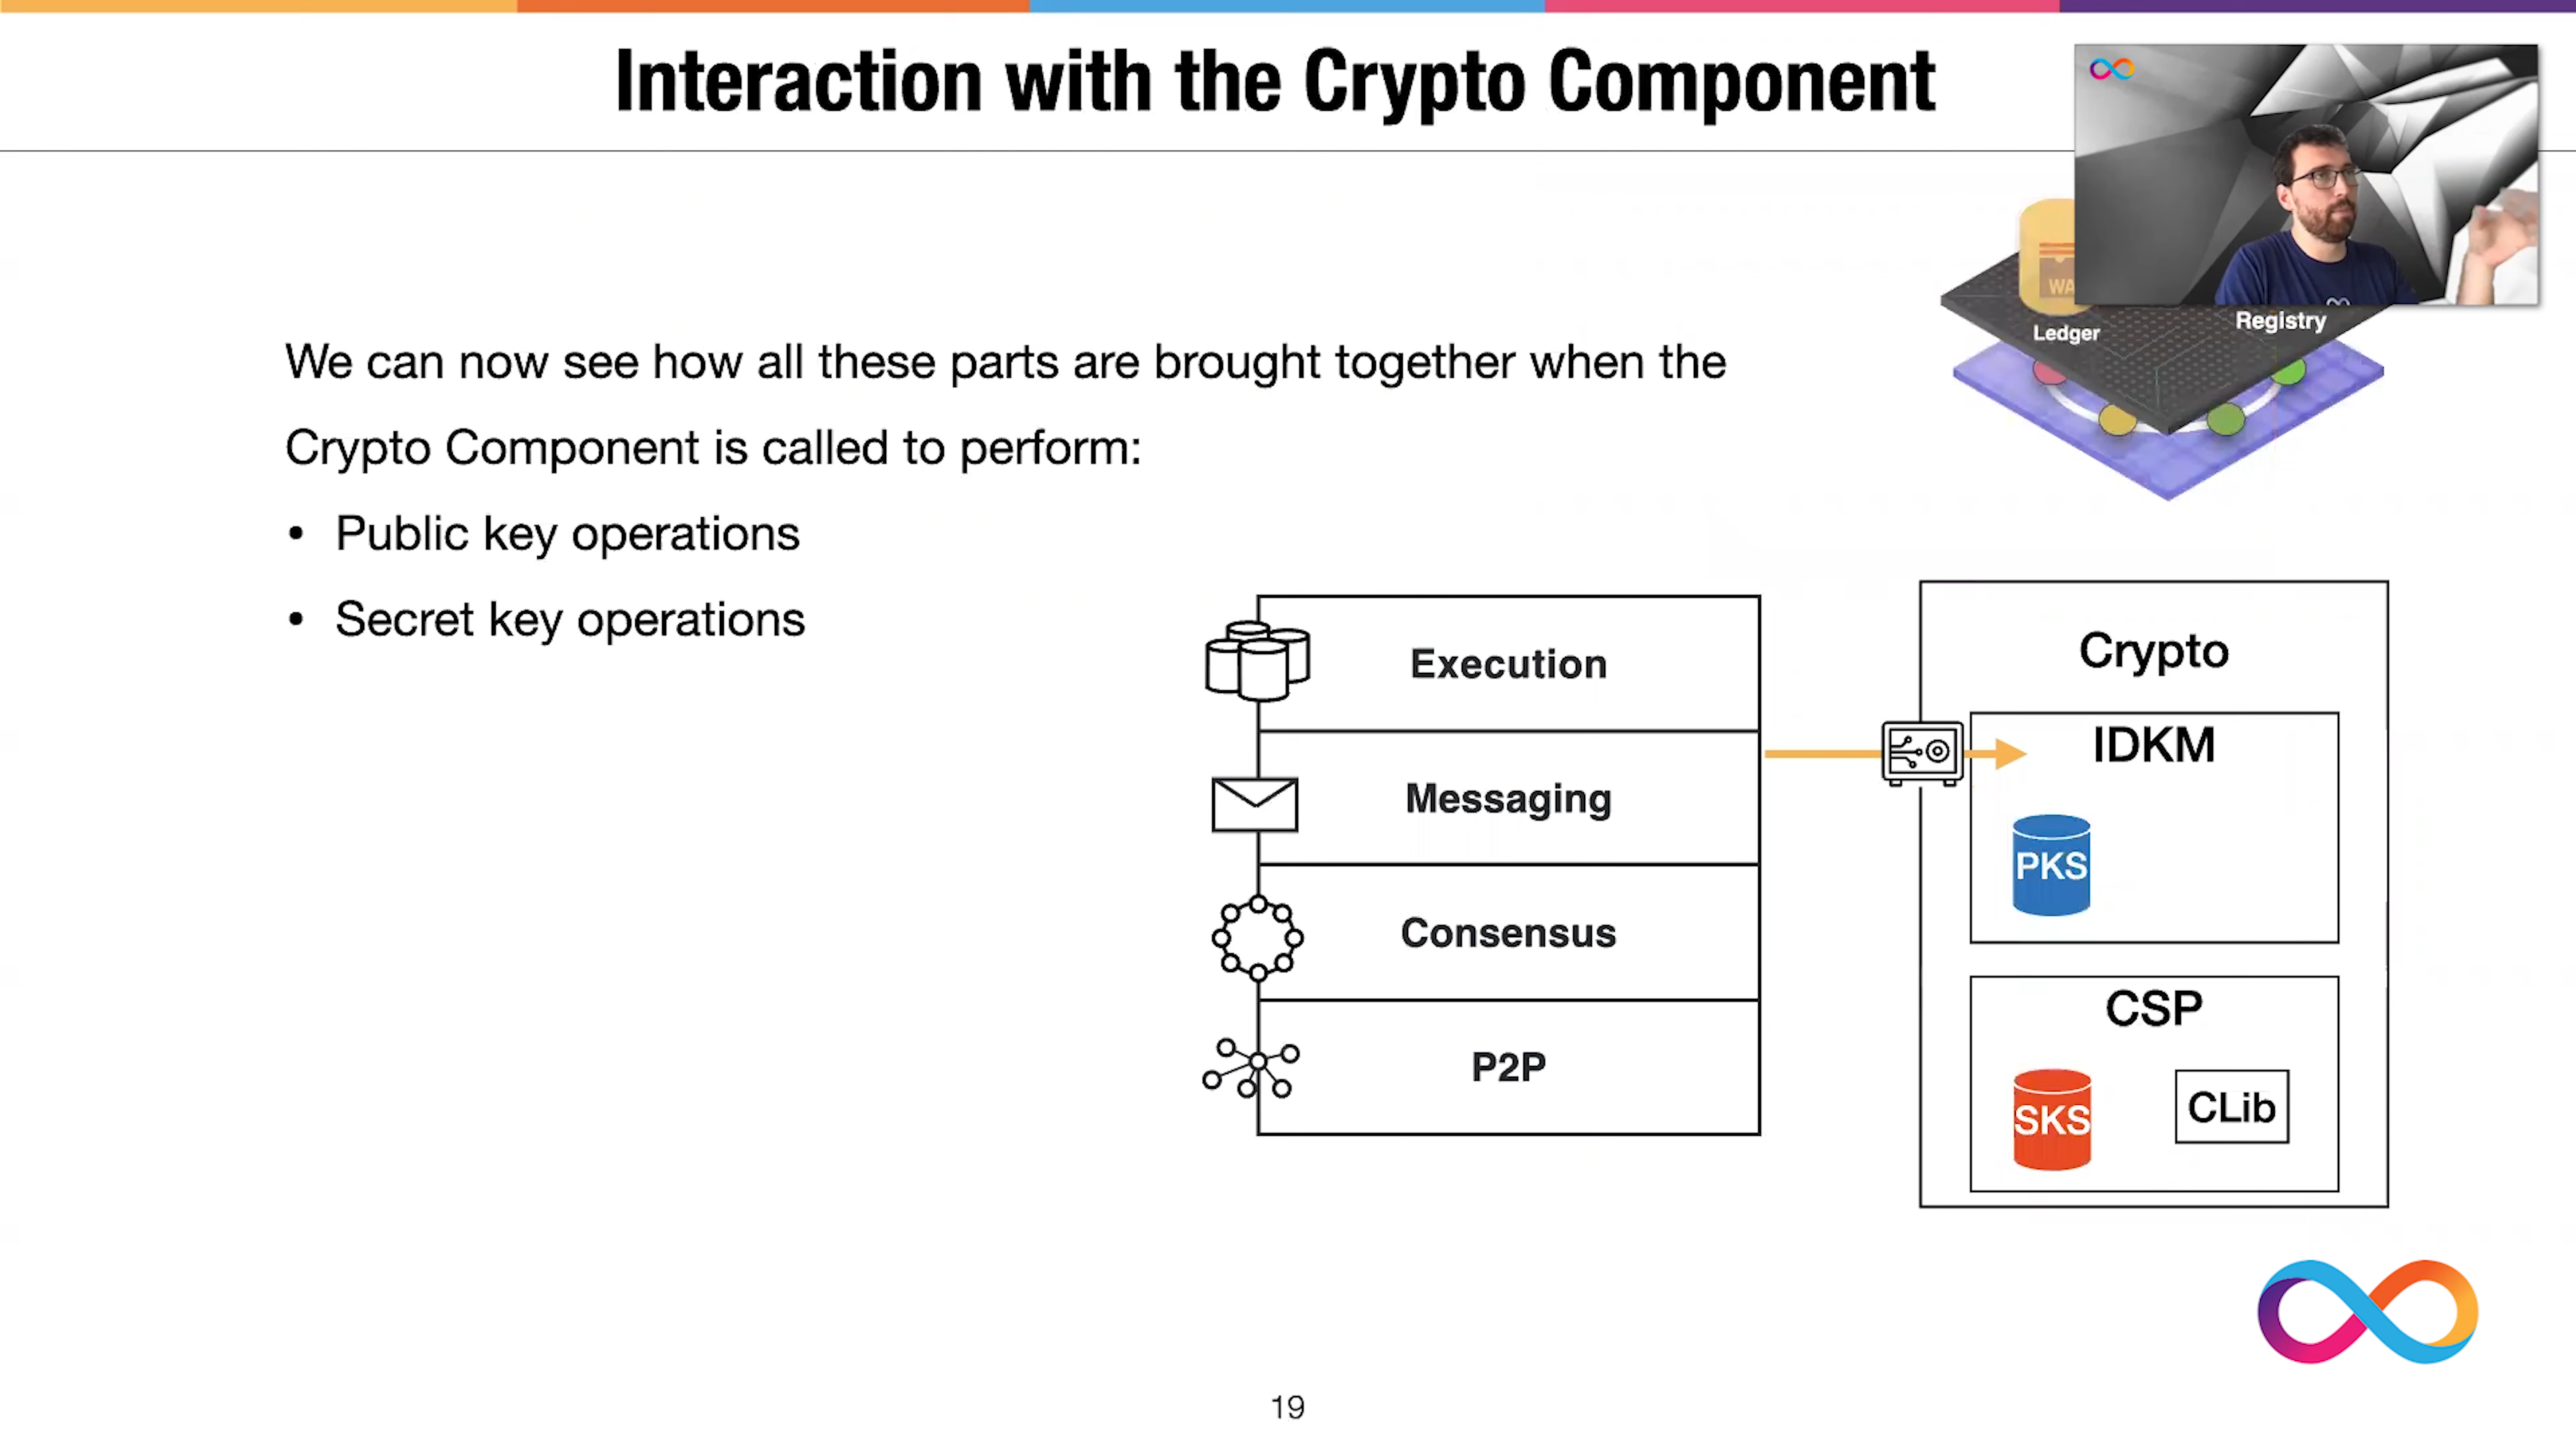 Interaction with the Crypto Component
Ledger
Registry
We can now see how all these parts are brought together when the
Crypto Component is called to perform:
• Public key operations
• Secret key operations
Execution
Messaging
Consensus
P2P
Crypto
IDKM
PKS
CSP
SKS
CLib
19